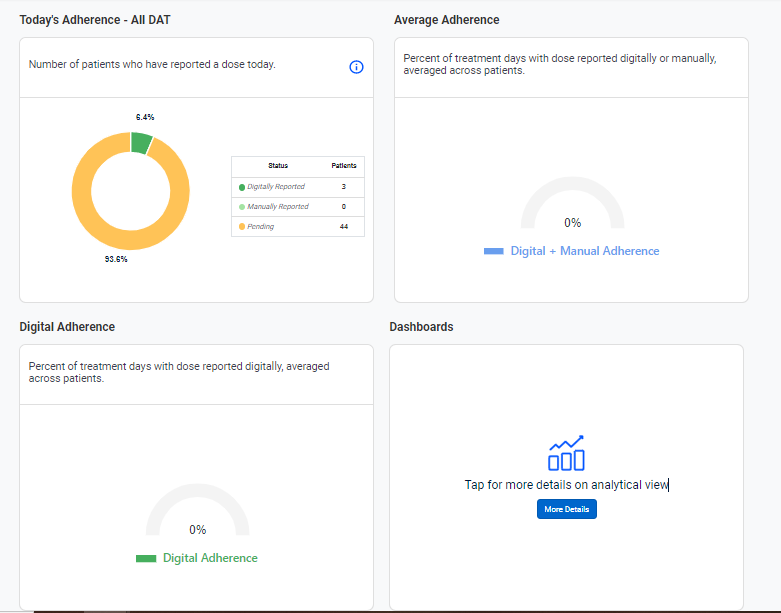 Today's Adherence - All DAT
Number of patients who have reported a dose today.
6.4%
93.6%
Status Patients
Digitally Reported 3
Manually Reported 0
Pending 44
Average Adherence
Percent of treatment days with dose reported digitally or manually,
averaged across patients.
0%
Digital + Manual Adherence
Digital Adherence
Percent of treatment days with dose reported digitally, averaged
across patients.
0%
Digital Adherence
Dashboards
Tap for more details on analytical view
More Details